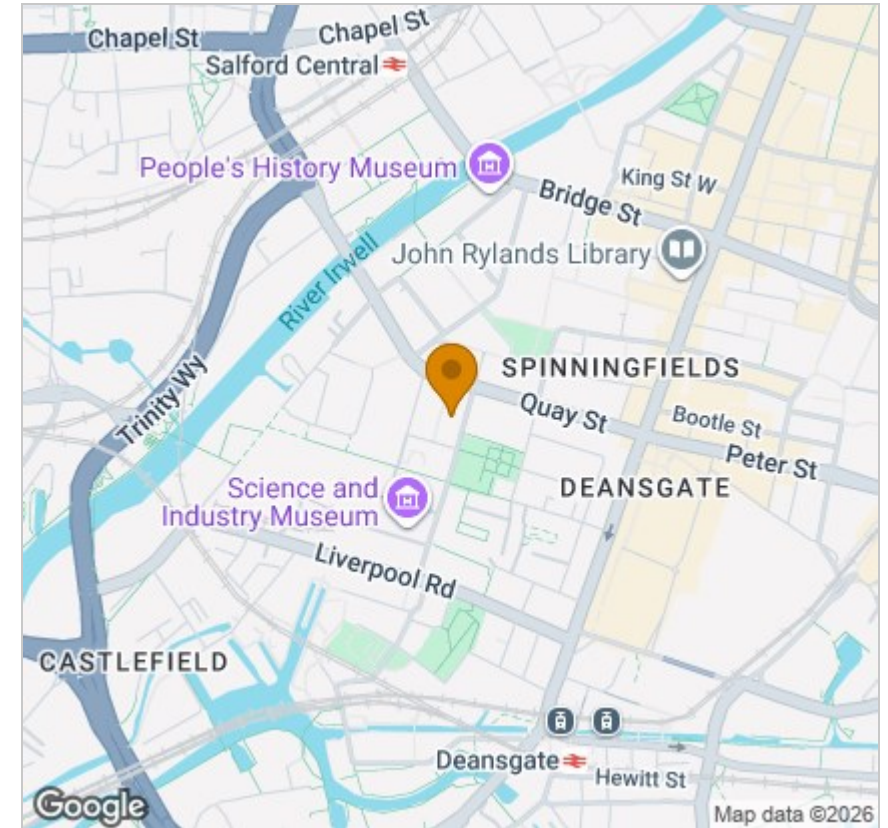 Chapel St
Chapel St
Salford Central
People's History Museum
King St W
Bridge St
John Rylands Library
River Irwell
Trinity Wy
SPINNINGFIELDS
Quay St
Bootle St
Peter St
DEANSGATE
Science and
Industry Museum
Liverpool Rd
CASTLEFIELD
Deansgate
Hewitt St
Google
Map data ©2026